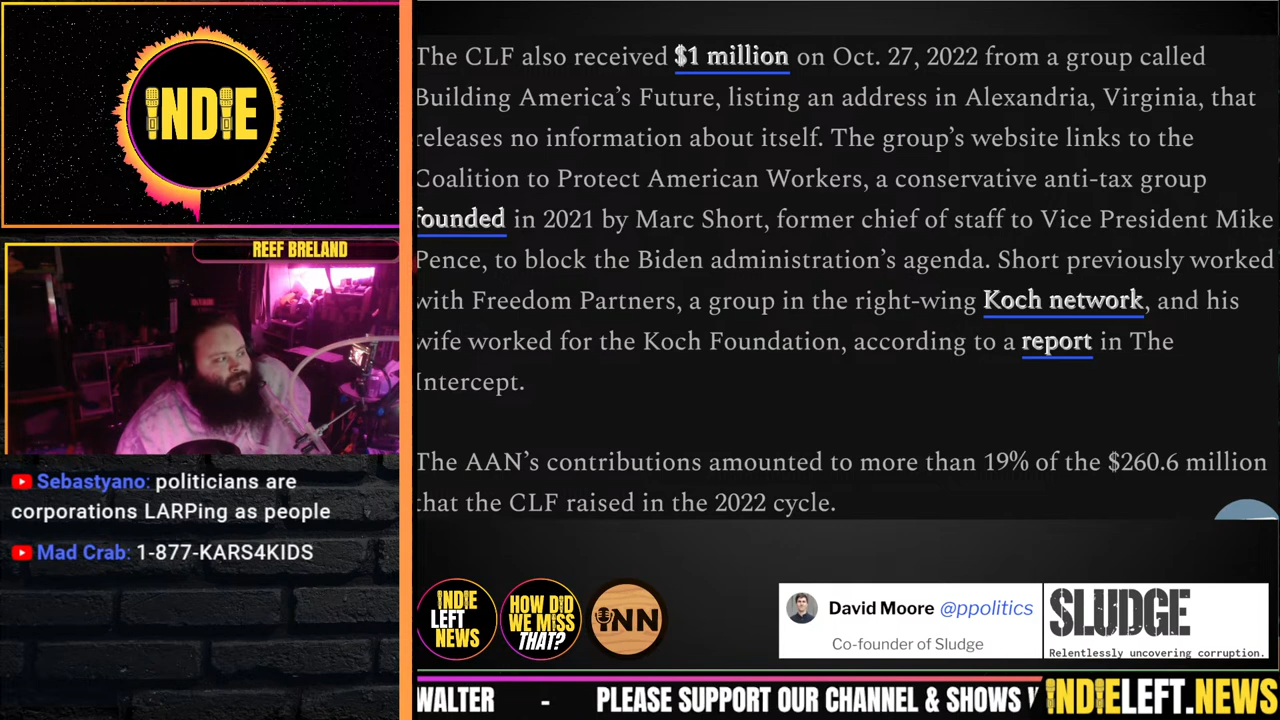 INDIE
REEF BRELAND
Sebastyano: politicians are
corporations LARPing as people
Mad Crab: 1-877-KARS4KIDS
The CLF also received $1 million on Oct. 27, 2022 from a group called
Building America’s Future, listing an address in Alexandria, Virginia, that
releases no information about itself. The group’s website links to the
Coalition to Protect American Workers, a conservative anti-tax group
founded in 2021 by Marc Short, former chief of staff to Vice President Mike
Pence, to block the Biden administration’s agenda. Short previously worked
with Freedom Partners, a group in the right-wing Koch network, and his
wife worked for the Koch Foundation, according to a report in The
Intercept.
The AAN’s contributions amounted to more than 19% of the $260.6 million
that the CLF raised in the 2022 cycle.
INDIE
LEFT
NEWS
HOW DID
WE MISS
THAT?
INN
David Moore @ppolitics
Co-founder of Sludge
SLUDGE
Relentlessly uncovering corruption.
WALTER - PLEASE SUPPORT OUR CHANNEL & SHOWS
INDIELEFT.NEWS